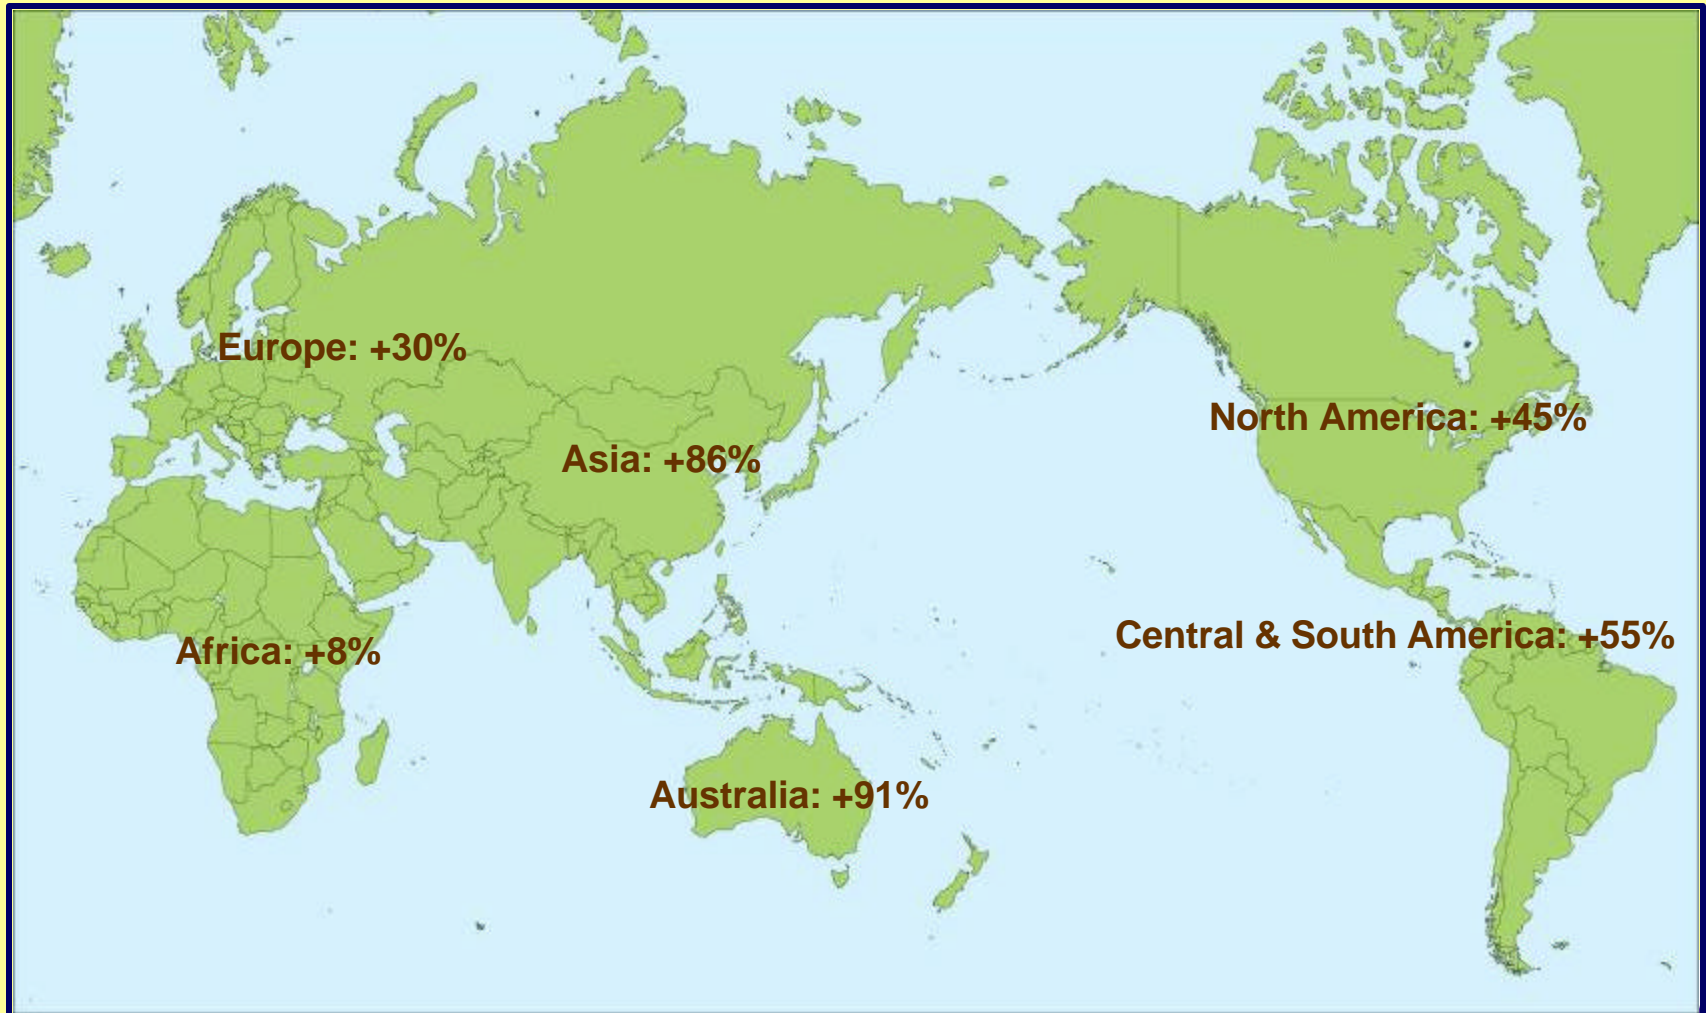 Europe: +30%
North America: +45%
Asia: +86%
Central & South America: +55%
Africa: +8%
Australia: +91%